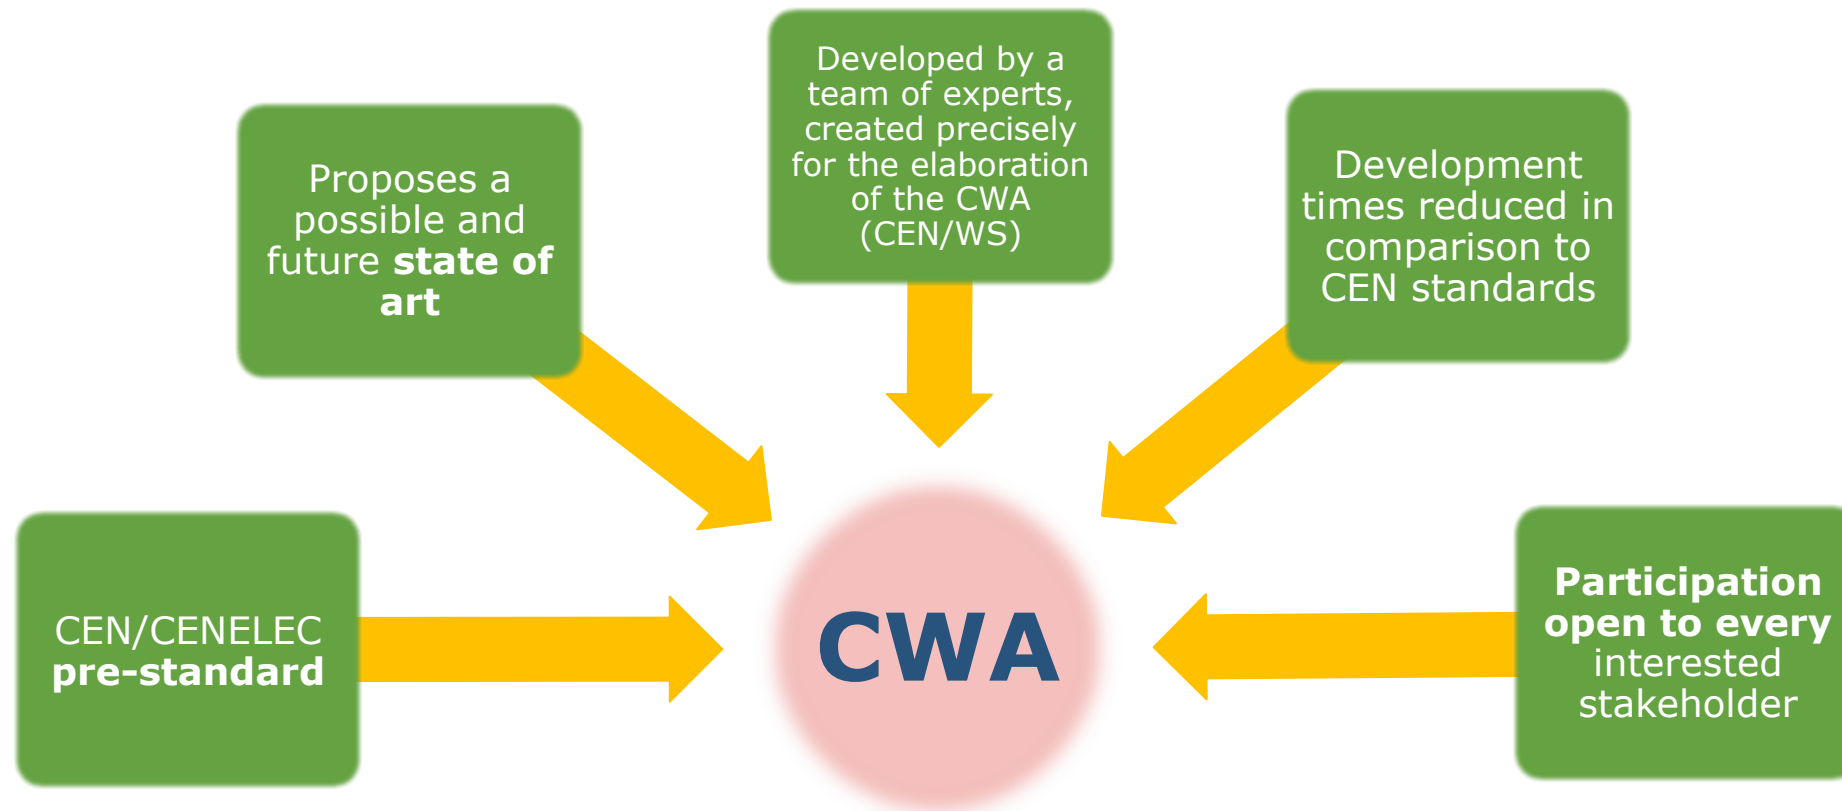 CEN/CENELEC
pre-standard
Proposes a
possible and
future state of
art
Developed by a
team of experts,
created precisely
for the elaboration
of the CWA
(CEN/WS)
Development
times reduced in
comparison to
CEN standards
Participation
open to every
interested
stakeholder
CWA